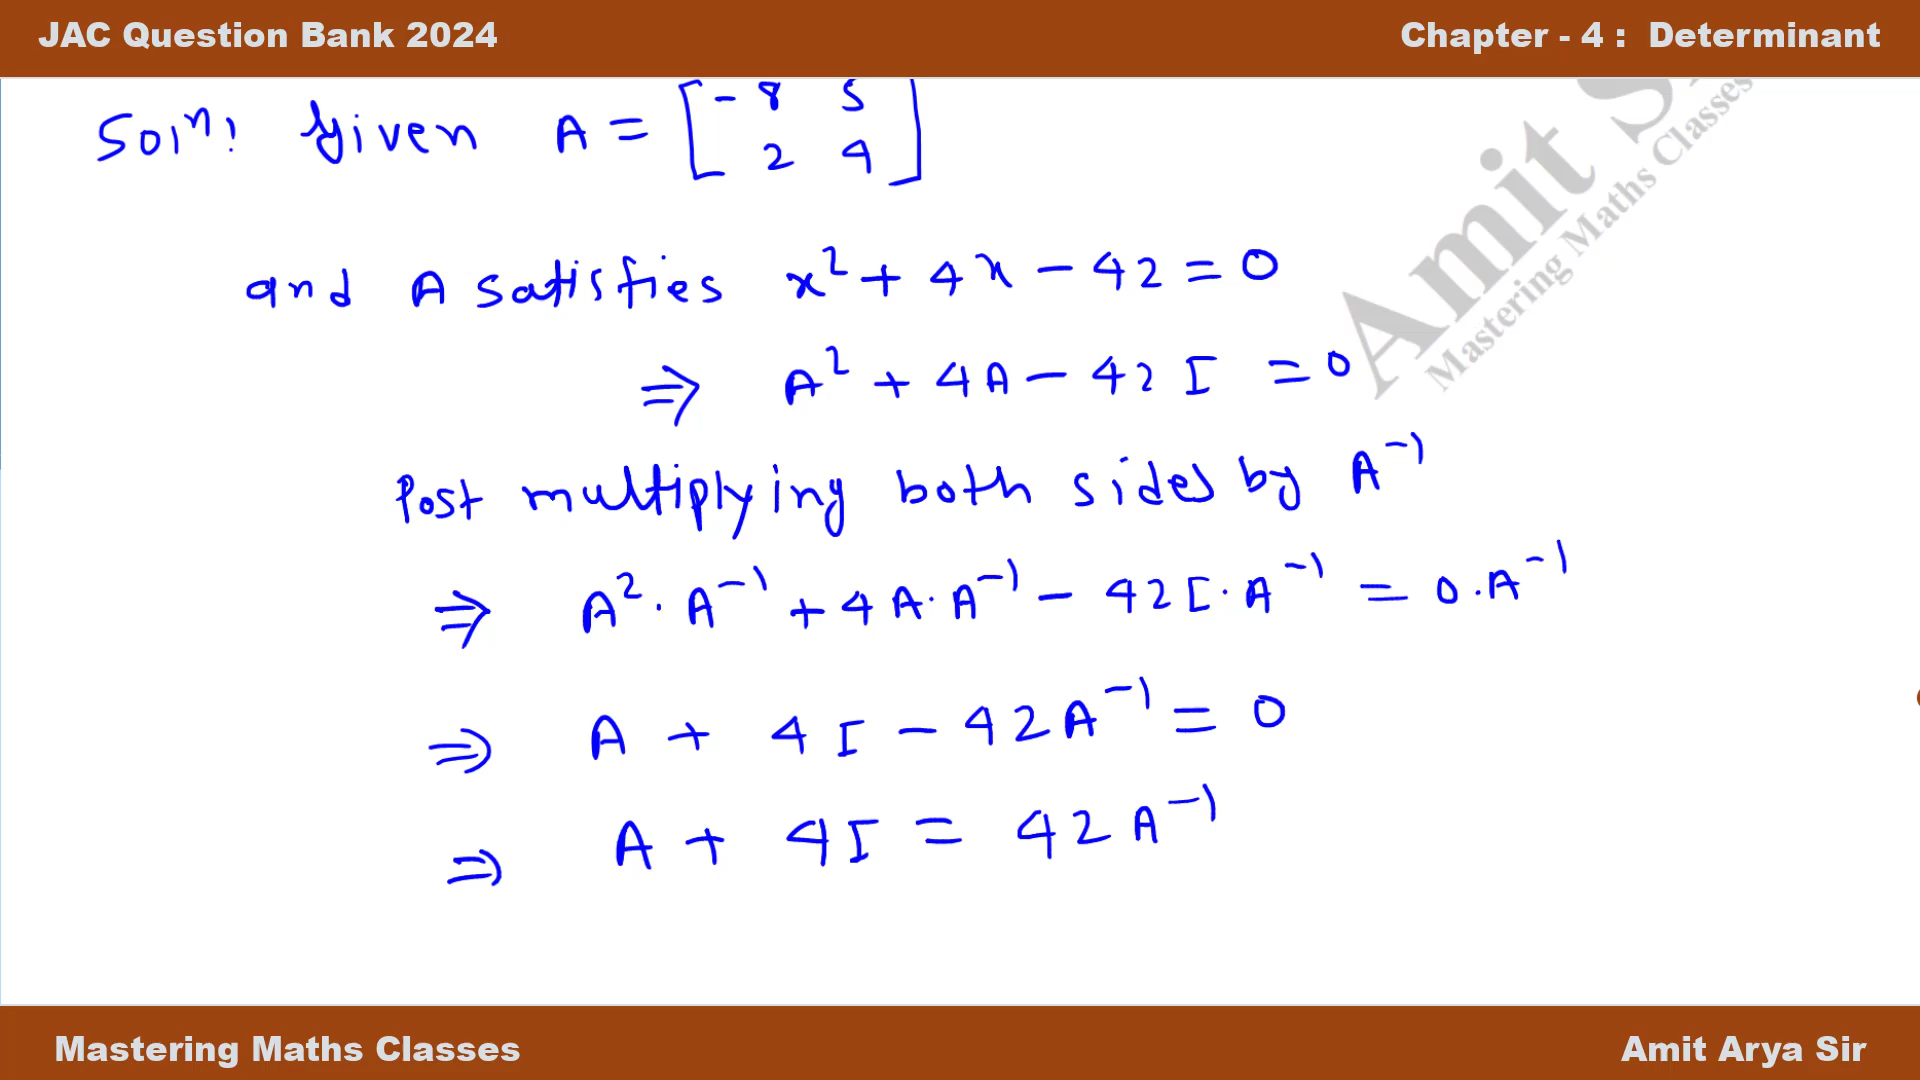 JAC Question Bank 2024
Chapter - 4 : Determinant
Solⁿ: Given A = [ -8 5
2 4 ]
and A satisfies x² + 4x - 42 = 0
⇒ A² + 4A - 42 I = 0
Post multiplying both sides by A⁻¹
⇒ A² · A⁻¹ + 4A · A⁻¹ - 42 I · A⁻¹ = 0 · A⁻¹
⇒ A + 4I - 42A⁻¹ = 0
⇒ A + 4I = 42A⁻¹
Amit S
Mastering Maths Classes
Mastering Maths Classes
Amit Arya Sir